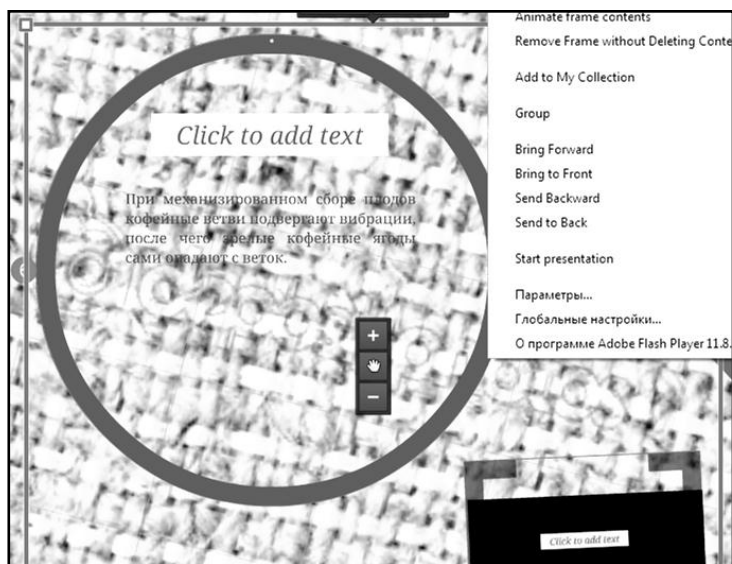 Animate frame contents
Remove Frame without Deleting Conte
Add to My Collection
Group
Bring Forward
Bring to Front
Send Backward
Send to Back
Start presentation
Параметры...
Глобальные настройки...
О программе Adobe Flash Player 11.8.
Click to add text
При механизированном сборе плодов
кофейные ветви подвергают вибрации,
после чего зрелые кофейные ягоды
сами опадают с веток.
Click to add text